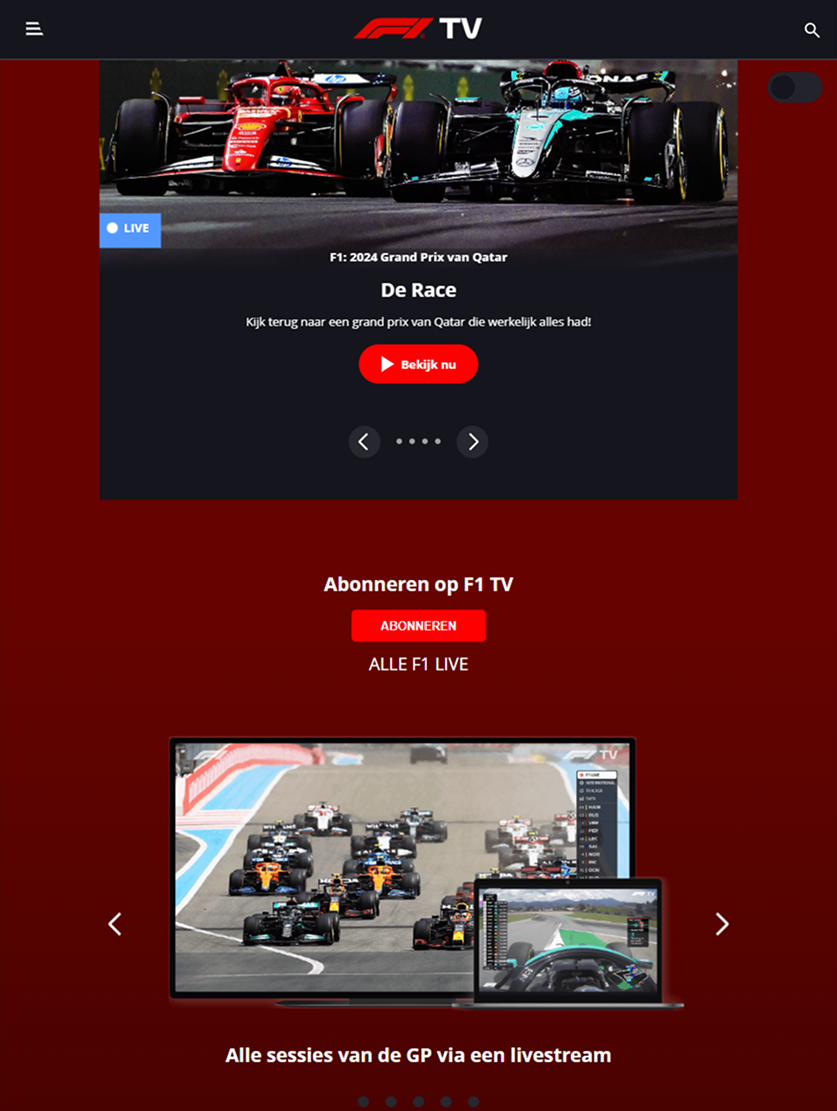 F1 TV
LIVE
F1: 2024 Grand Prix van Qatar
De Race
Kijk terug naar een grand prix van Qatar die werkelijk alles had!
Bekijk nu
Abonneren op F1 TV
ABONNEREN
ALLE F1 LIVE
Alle sessies van de GP via een livestream